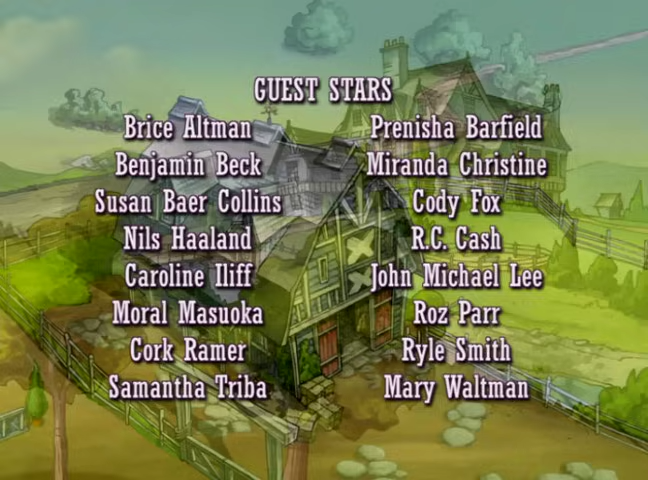 GUEST STARS
Brice Altman
Prenisha Barfield
Benjamin Beck
Miranda Christine
Susan Baer Collins
Cody Fox
Nils Haaland
R.C. Cash
Caroline Iliff
John Michael Lee
Moral Masuoka
Roz Parr
Cork Ramer
Ryle Smith
Samantha Triba
Mary Waltman